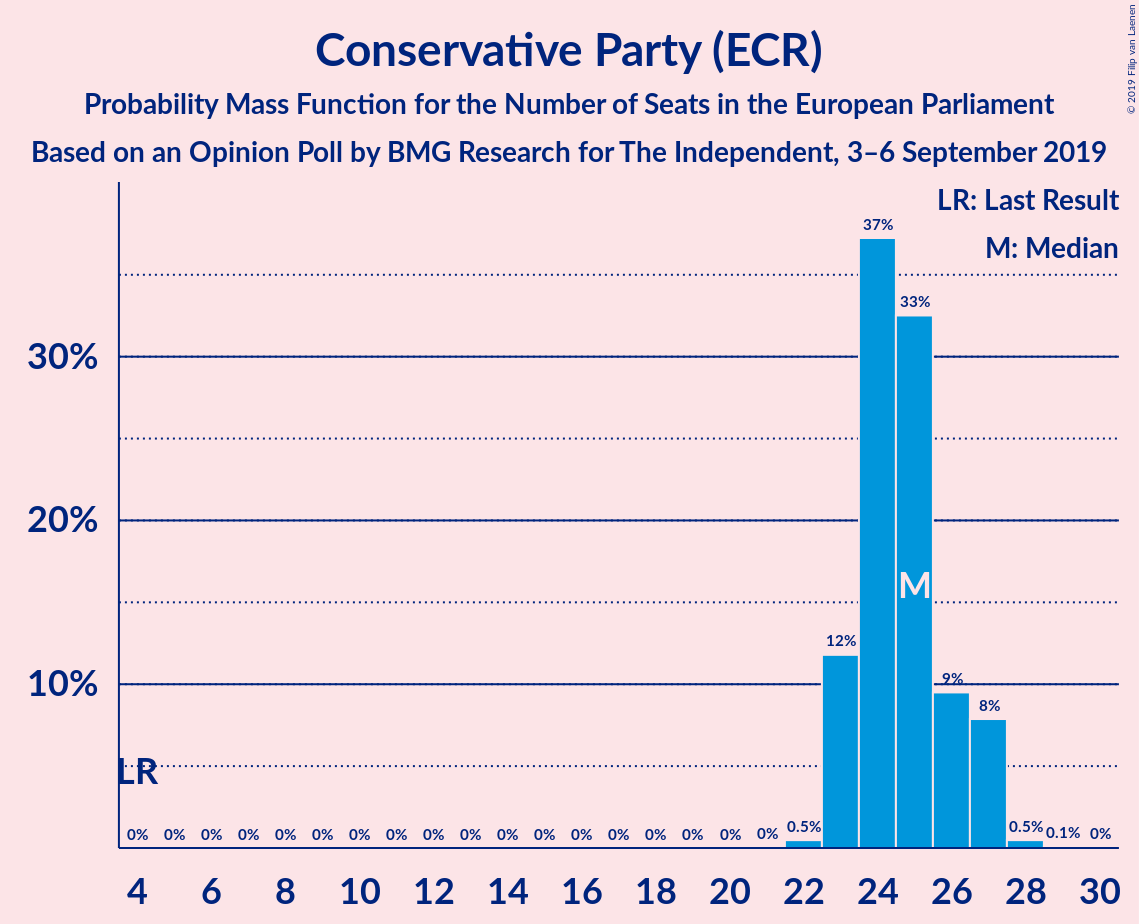 Conservative Party (ECR)
Probability Mass Function for the Number of Seats in the European Parliament
Based on an Opinion Poll by BMG Research for The Independent, 3–6 September 2019
© 2019 Filip van Laenen
LR: Last Result
M: Median
37%
33%
30%
20%
M
12%
10%
9%
8%
LR
0% 0% 0% 0% 0% 0% 0% 0% 0% 0% 0% 0% 0% 0% 0% 0% 0% 0% 0.5% 0.5% 0.1% 0%
4 6 8 10 12 14 16 18 20 22 24 26 28 30